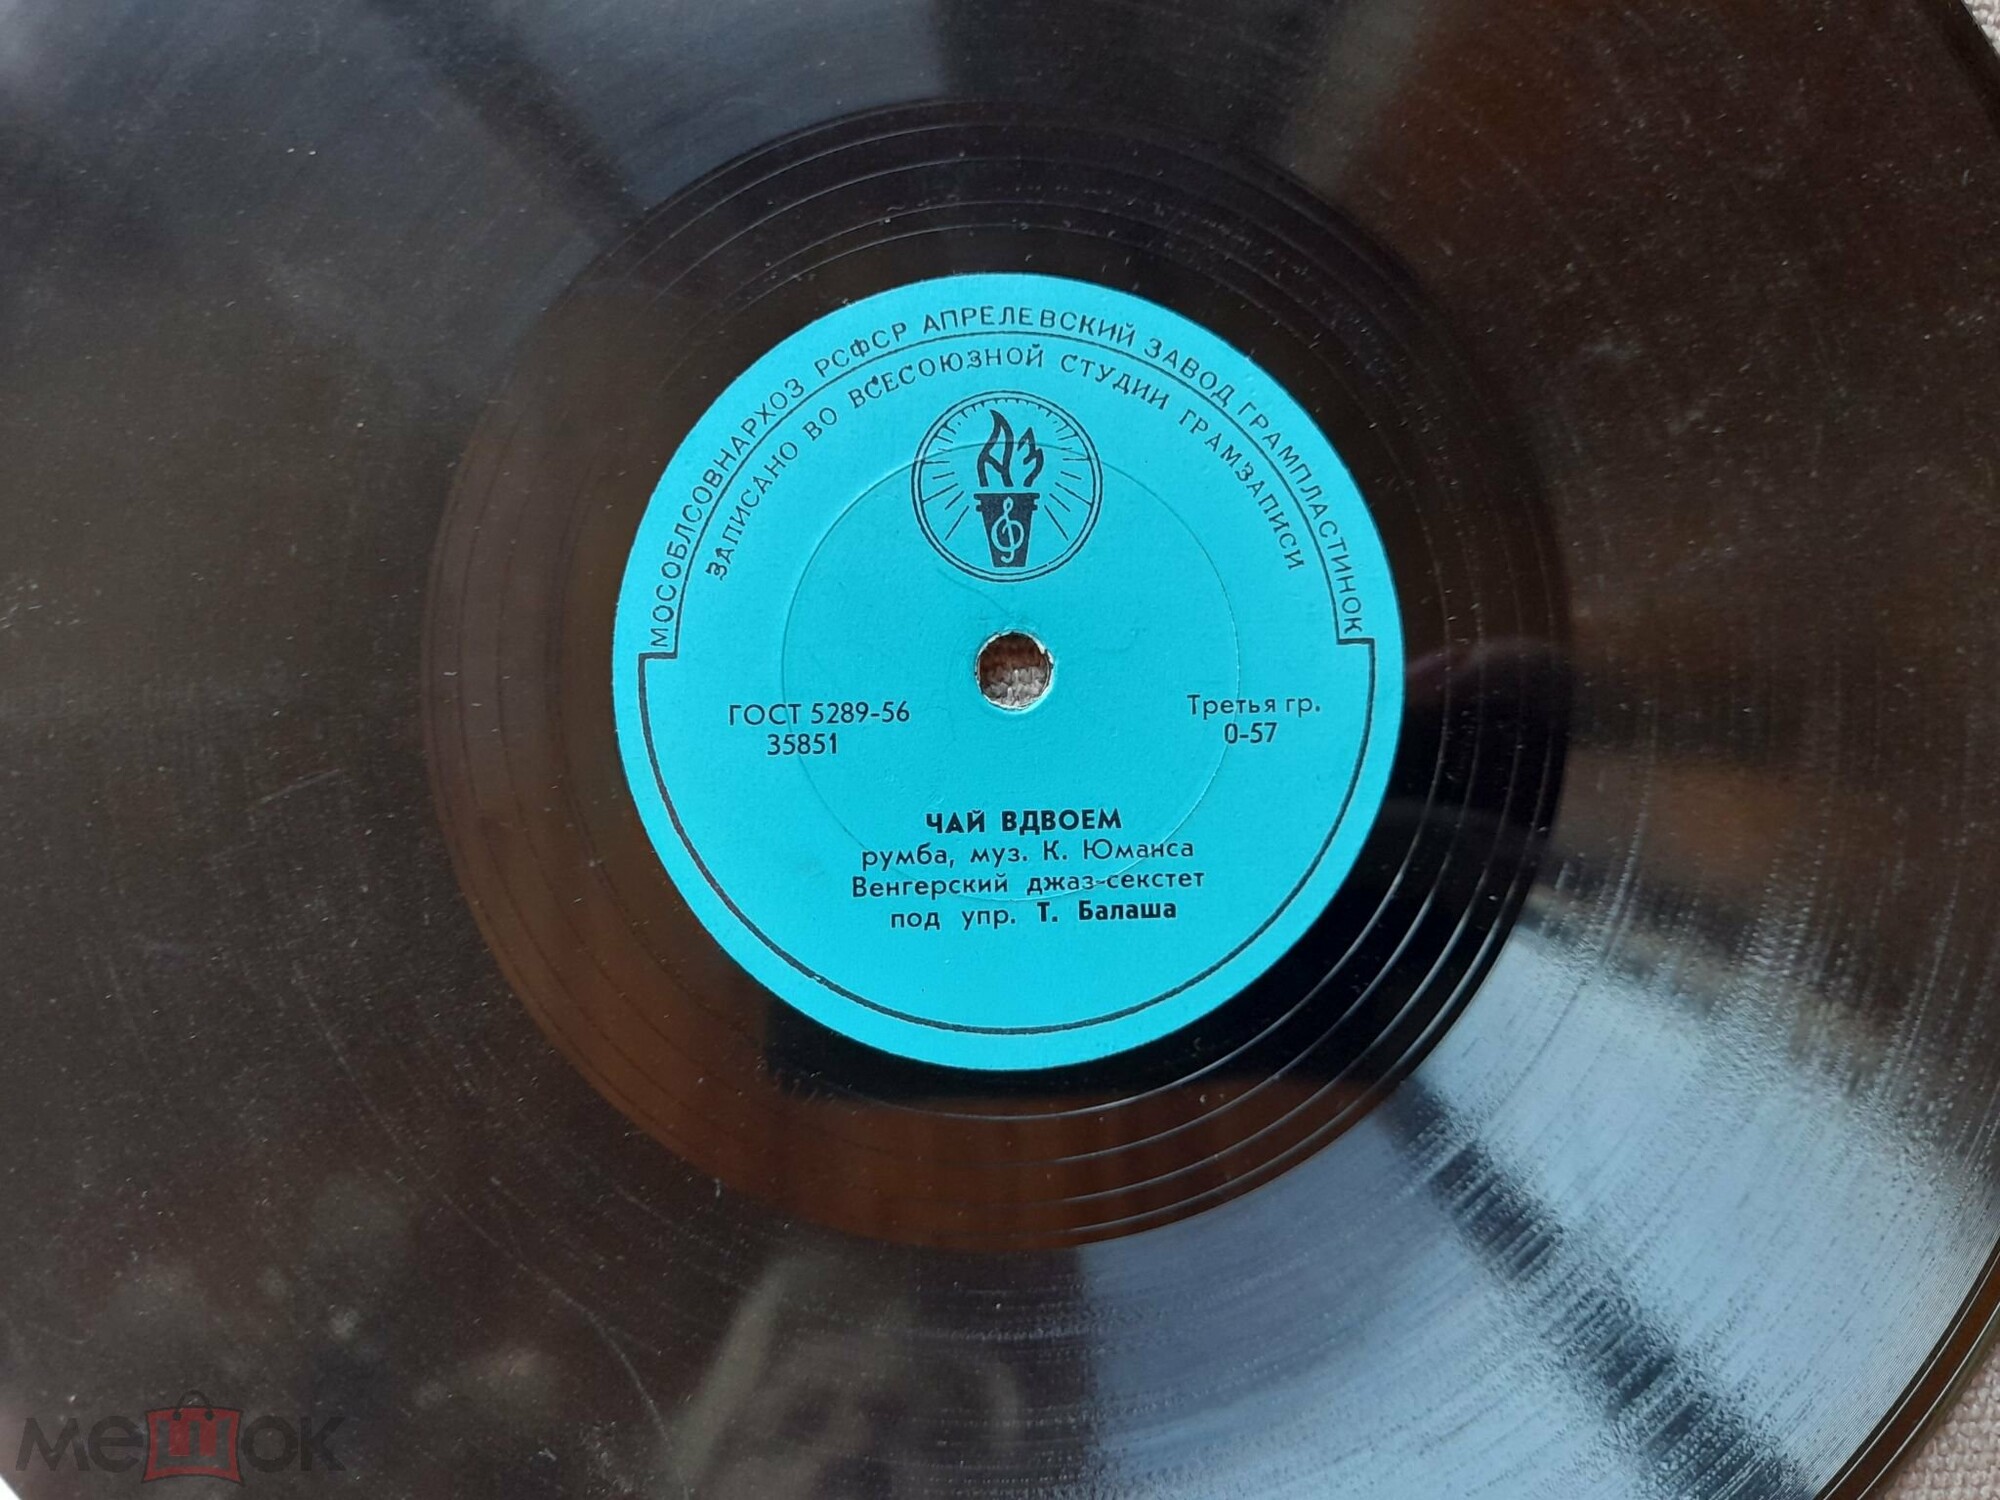 МОСОБЛСОВНАРХОЗ РСФСР АПРЕЛЕВСКИЙ ЗАВОД ГРАМПЛАСТИНОК
ЗАПИСАНО ВО ВСЕСОЮЗНОЙ СТУДИИ ГРАМЗАПИСИ
АЗ
ГОСТ 5289-56
35851
Третья гр.
0-57
ЧАЙ ВДВОЕМ
румба, муз. К. Юманса
Венгерский джаз-секстет
под упр. Т. Балаша
мешок